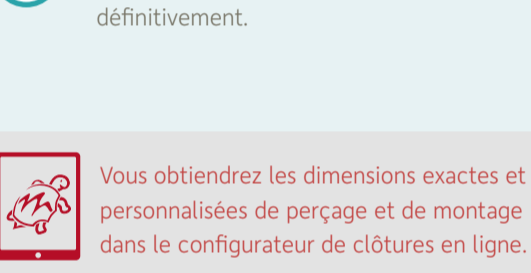 définitivement.
Vous obtiendrez les dimensions exactes et
personnalisées de perçage et de montage
dans le configurateur de clôtures en ligne.